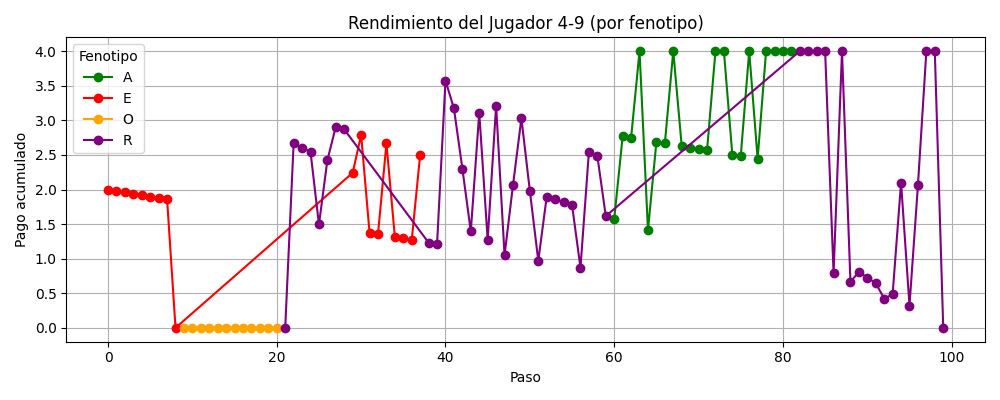 Rendimiento del Jugador 4-9 (por fenotipo)
Pago acumulado
4.0
3.5
3.0
2.5
2.0
1.5
1.0
0.5
0.0
Fenotipo
A
E
O
R
0 20 40 60 80 100
Paso